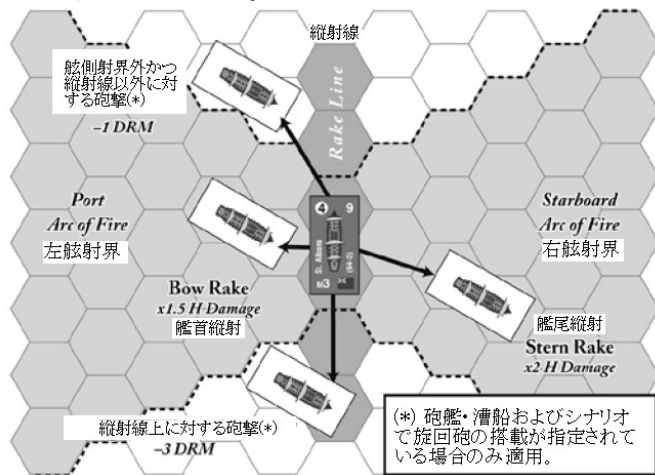 縦射線
舷側射界外かつ
縦射線以外に対
する砲撃(*)
–1 DRM
Rake Line
Port
Arc of Fire
左舷射界
Starboard
Arc of Fire
右舷射界
4 9
St. Albans
(64-2)
Bow Rake
x1.5 H Damage
艦首縦射
艦尾縦射
Stern Rake
x2 H Damage
縦射線上に対する砲撃(*)
–3 DRM
(*) 砲艦・漕船およびシナリオ
で旋回砲の搭載が指定されて
いる場合のみ適用。